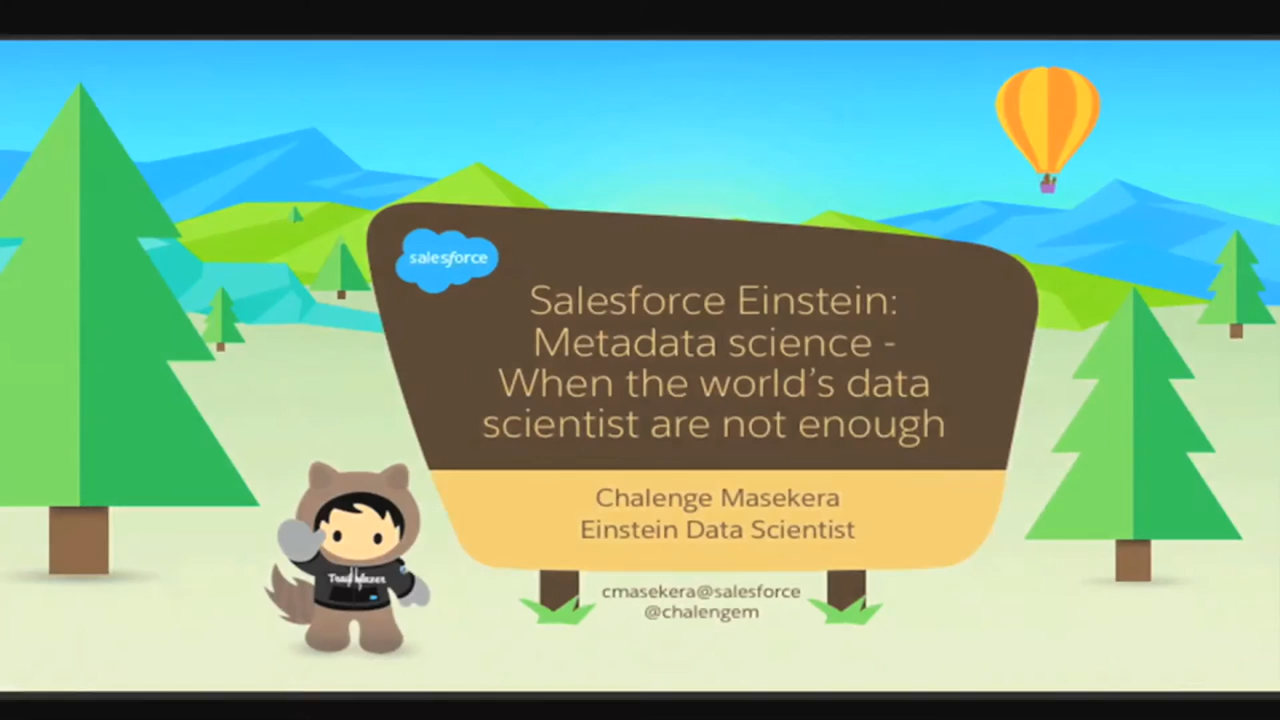 salesforce
Salesforce Einstein:
Metadata science -
When the world's data
scientist are not enough
Chalenge Masekera
Einstein Data Scientist
cmasekera@salesforce
@chalengem
Trailblazer